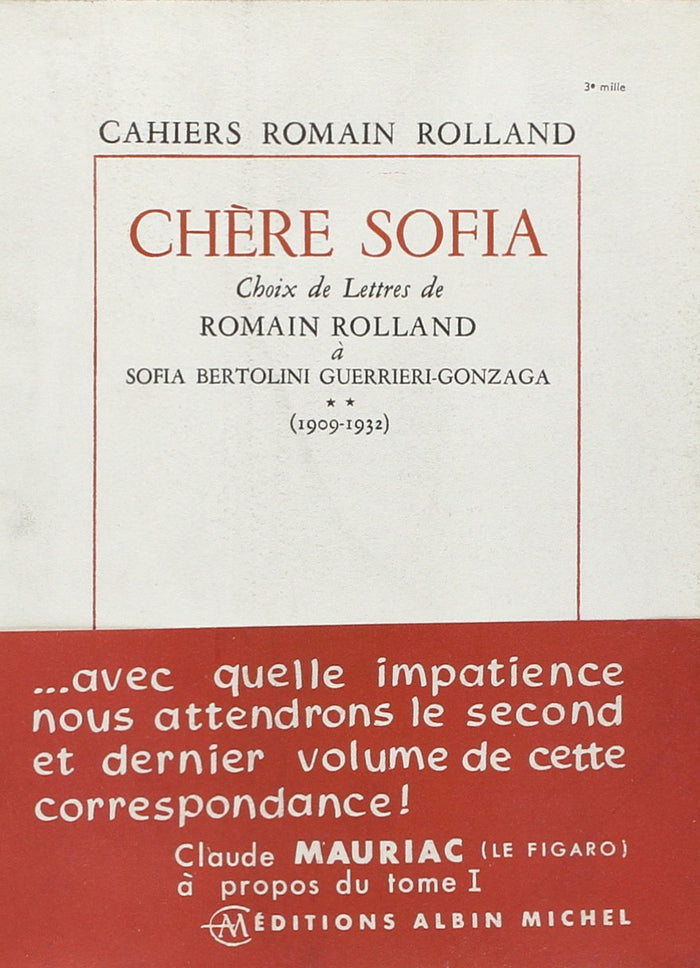 3e mille
CAHIERS ROMAIN ROLLAND
CHÈRE SOFIA
Choix de Lettres de
ROMAIN ROLLAND
à
SOFIA BERTOLINI GUERRIERI-GONZAGA
★ ★
(1909-1932)
...avec quelle impatience
nous attendrons le second
et dernier volume de cette
correspondance!
Claude MAURIAC (LE FIGARO)
à propos du tome I
AM ÉDITIONS ALBIN MICHEL